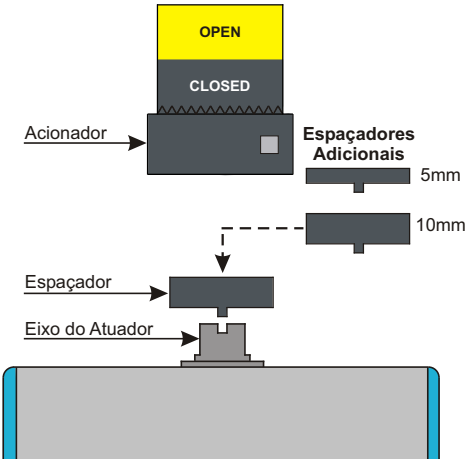 OPEN
CLOSED
Acionador
Espaçadores
Adicionais
5mm
10mm
Espaçador
Eixo do Atuador